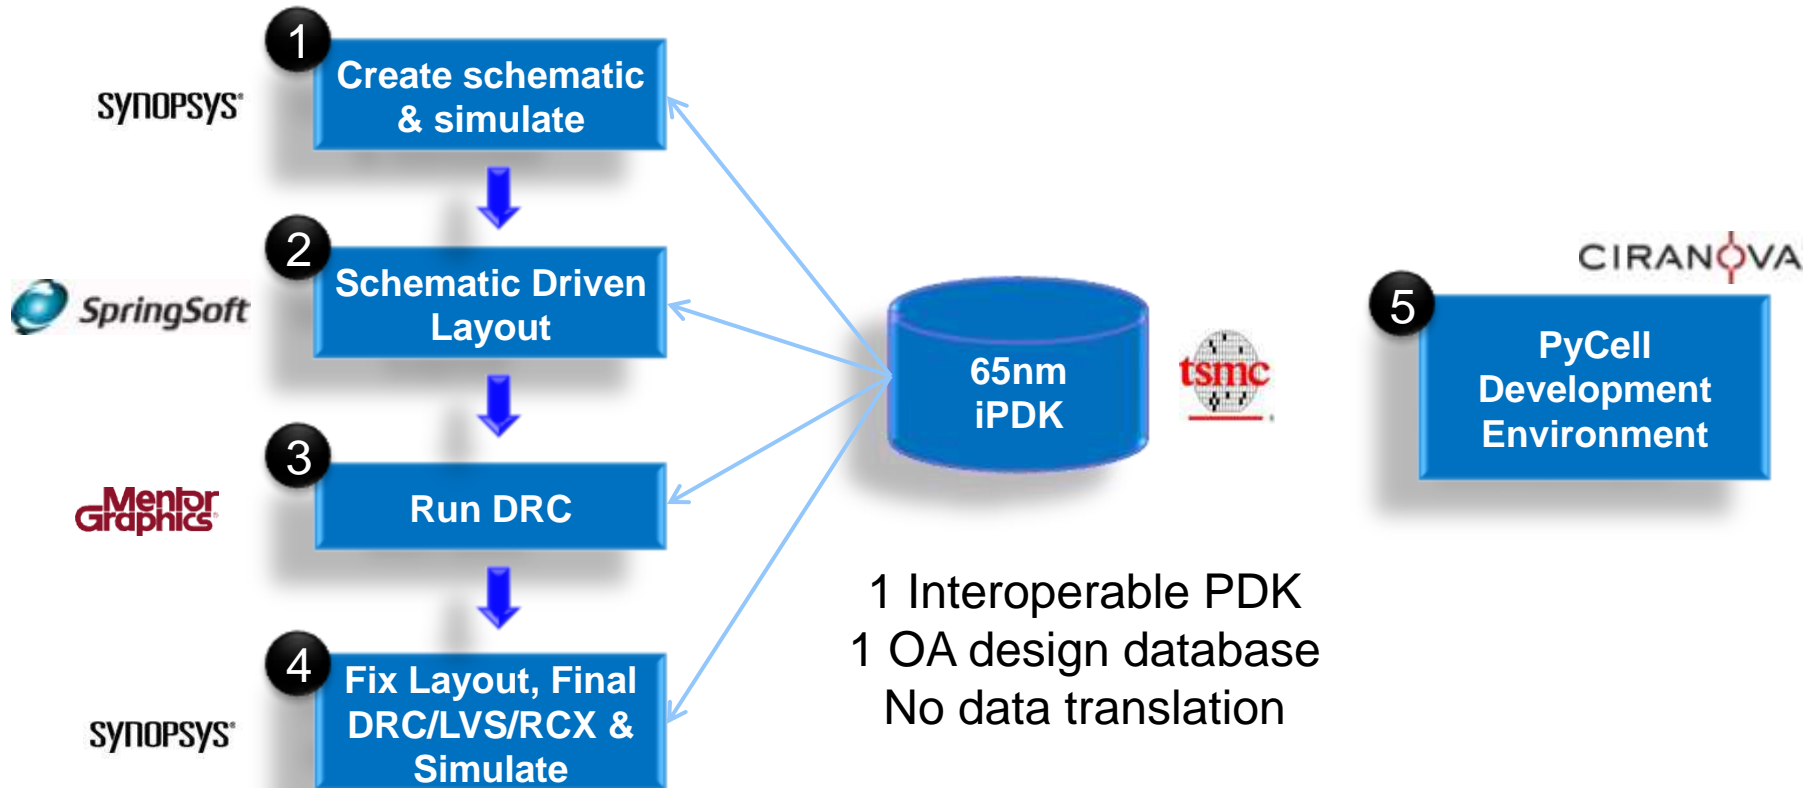 1
Create schematic
& simulate
SYNOPSYS®
2
Schematic Driven
Layout
SpringSoft
3
Run DRC
Mentor
Graphics®
4
Fix Layout, Final
DRC/LVS/RCX &
Simulate
SYNOPSYS®
65nm
iPDK
tsmc
1 Interoperable PDK
1 OA design database
No data translation
CIRANOVA
5
PyCell
Development
Environment